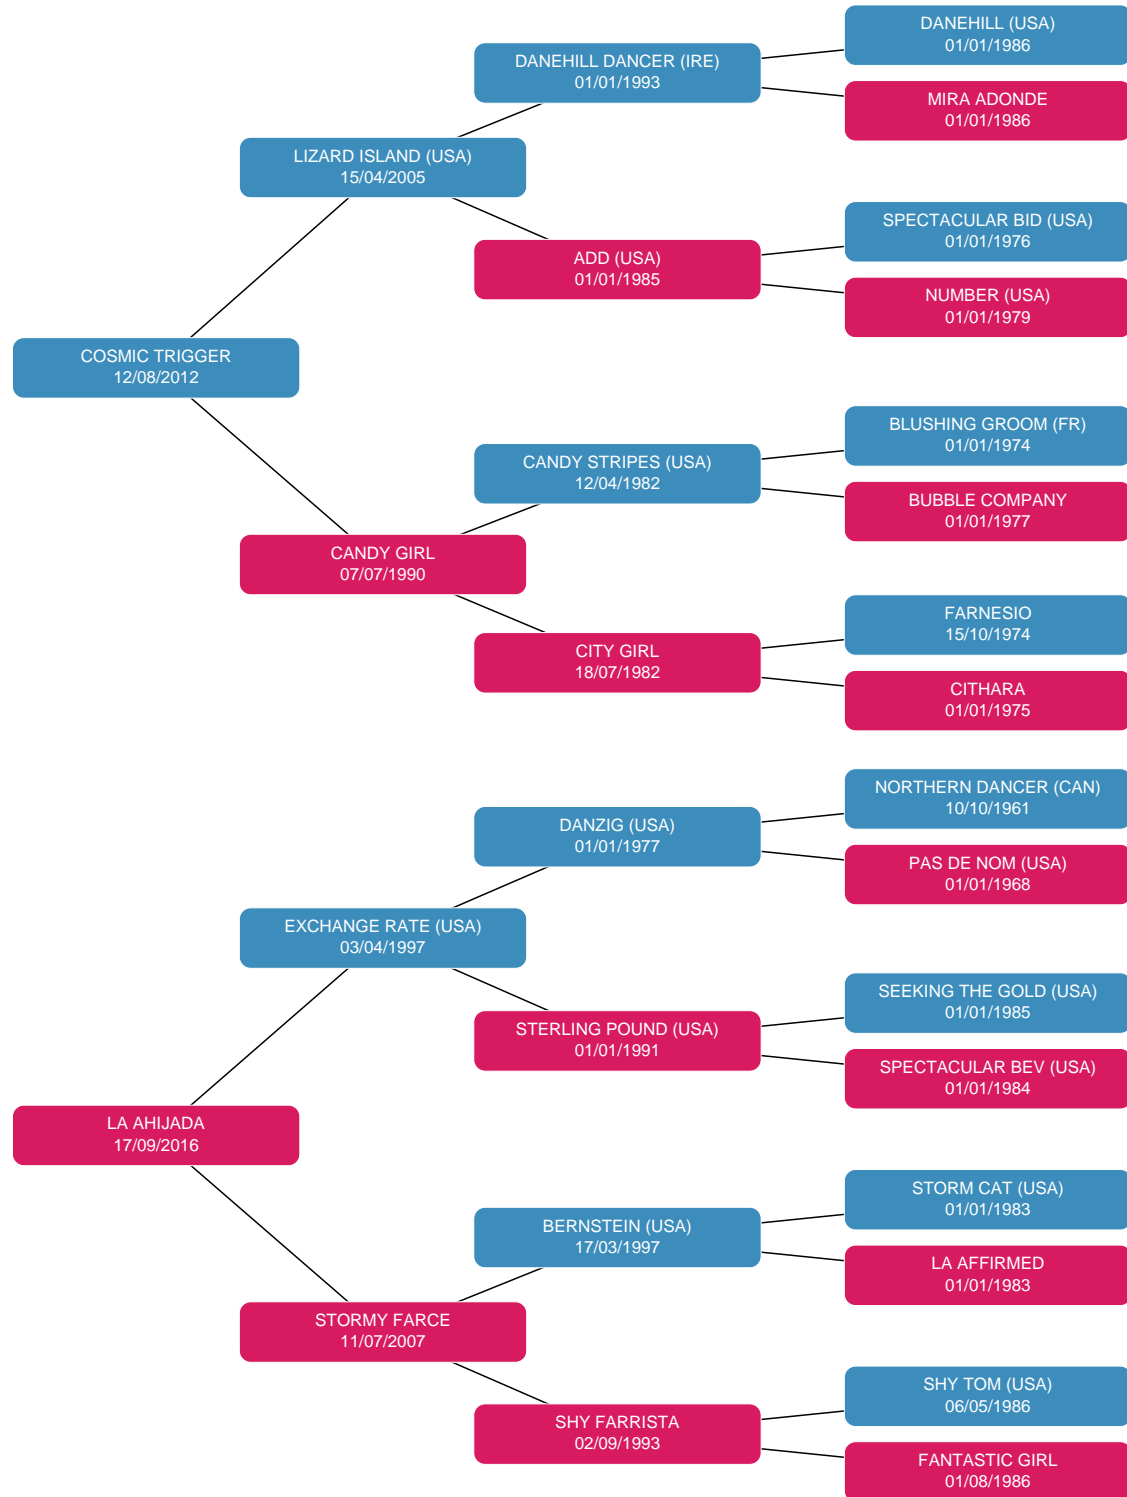 DANEHILL (USA)
01/01/1986
DANEHILL DANCER (IRE)
01/01/1993
MIRA ADONDE
01/01/1986
LIZARD ISLAND (USA)
15/04/2005
SPECTACULAR BID (USA)
01/01/1976
ADD (USA)
01/01/1985
NUMBER (USA)
01/01/1979
COSMIC TRIGGER
12/08/2012
BLUSHING GROOM (FR)
01/01/1974
CANDY STRIPES (USA)
12/04/1982
BUBBLE COMPANY
01/01/1977
CANDY GIRL
07/07/1990
FARNESIO
15/10/1974
CITY GIRL
18/07/1982
CITHARA
01/01/1975
NORTHERN DANCER (CAN)
10/10/1961
DANZIG (USA)
01/01/1977
PAS DE NOM (USA)
01/01/1968
EXCHANGE RATE (USA)
03/04/1997
SEEKING THE GOLD (USA)
01/01/1985
STERLING POUND (USA)
01/01/1991
SPECTACULAR BEV (USA)
01/01/1984
LA AHIJADA
17/09/2016
STORM CAT (USA)
01/01/1983
BERNSTEIN (USA)
17/03/1997
LA AFFIRMED
01/01/1983
STORMY FARCE
11/07/2007
SHY TOM (USA)
06/05/1986
SHY FARRISTA
02/09/1993
FANTASTIC GIRL
01/08/1986